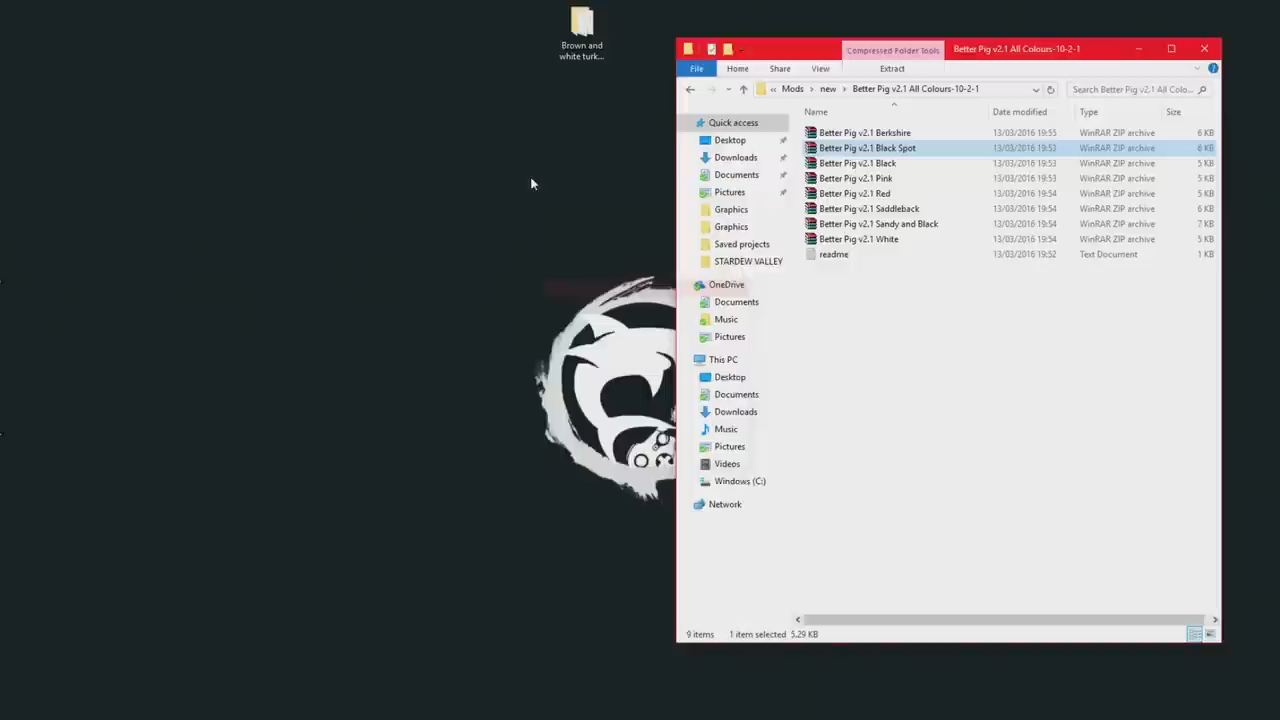 Brown and
white turk...
Compressed Folder Tools
Better Pig v2.1 All Colours-10-2-1
File Home Share View Extract
« Mods › new › Better Pig v2.1 All Colours-10-2-1
Search Better Pig v2.1 All Colo...
Name Date modified Type Size
Quick access
Desktop
Downloads
Documents
Pictures
Graphics
Graphics
Saved projects
STARDEW VALLEY
OneDrive
Documents
Music
Pictures
This PC
Desktop
Documents
Downloads
Music
Pictures
Videos
Windows (C:)
Network
Better Pig v2.1 Berkshire 13/03/2016 19:55 WinRAR ZIP archive 6 KB
Better Pig v2.1 Black Spot 13/03/2016 19:53 WinRAR ZIP archive 6 KB
Better Pig v2.1 Black 13/03/2016 19:53 WinRAR ZIP archive 5 KB
Better Pig v2.1 Pink 13/03/2016 19:53 WinRAR ZIP archive 5 KB
Better Pig v2.1 Red 13/03/2016 19:54 WinRAR ZIP archive 5 KB
Better Pig v2.1 Saddleback 13/03/2016 19:54 WinRAR ZIP archive 6 KB
Better Pig v2.1 Sandy and Black 13/03/2016 19:54 WinRAR ZIP archive 7 KB
Better Pig v2.1 White 13/03/2016 19:54 WinRAR ZIP archive 5 KB
readme 13/03/2016 19:52 Text Document 1 KB
9 items 1 item selected 5.29 KB